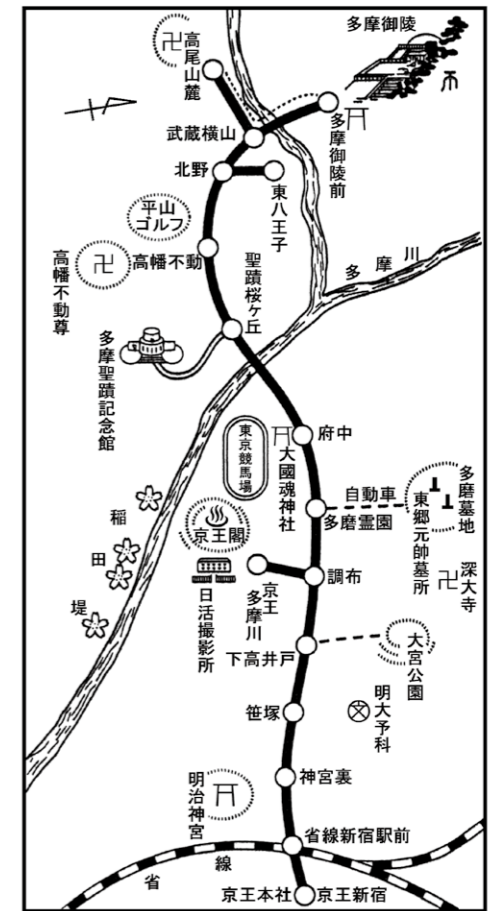 多摩御陵
高尾山麓
多摩御陵前
武蔵横山
北野
東八王子
平山
ゴルフ
高幡不動
高幡不動尊
聖蹟桜ヶ丘
多摩川
多摩聖蹟記念館
府中
大國魂神社
東京競馬場
自動車
多磨霊園
多磨墓地
東郷元帥墓所
京王閣
日活撮影所
京王
多摩川
調布
深大寺
稲田堤
下高井戸
大宮公園
笹塚
明大予科
神宮裏
明治神宮
省線新宿駅前
省線
京王本社
京王新宿